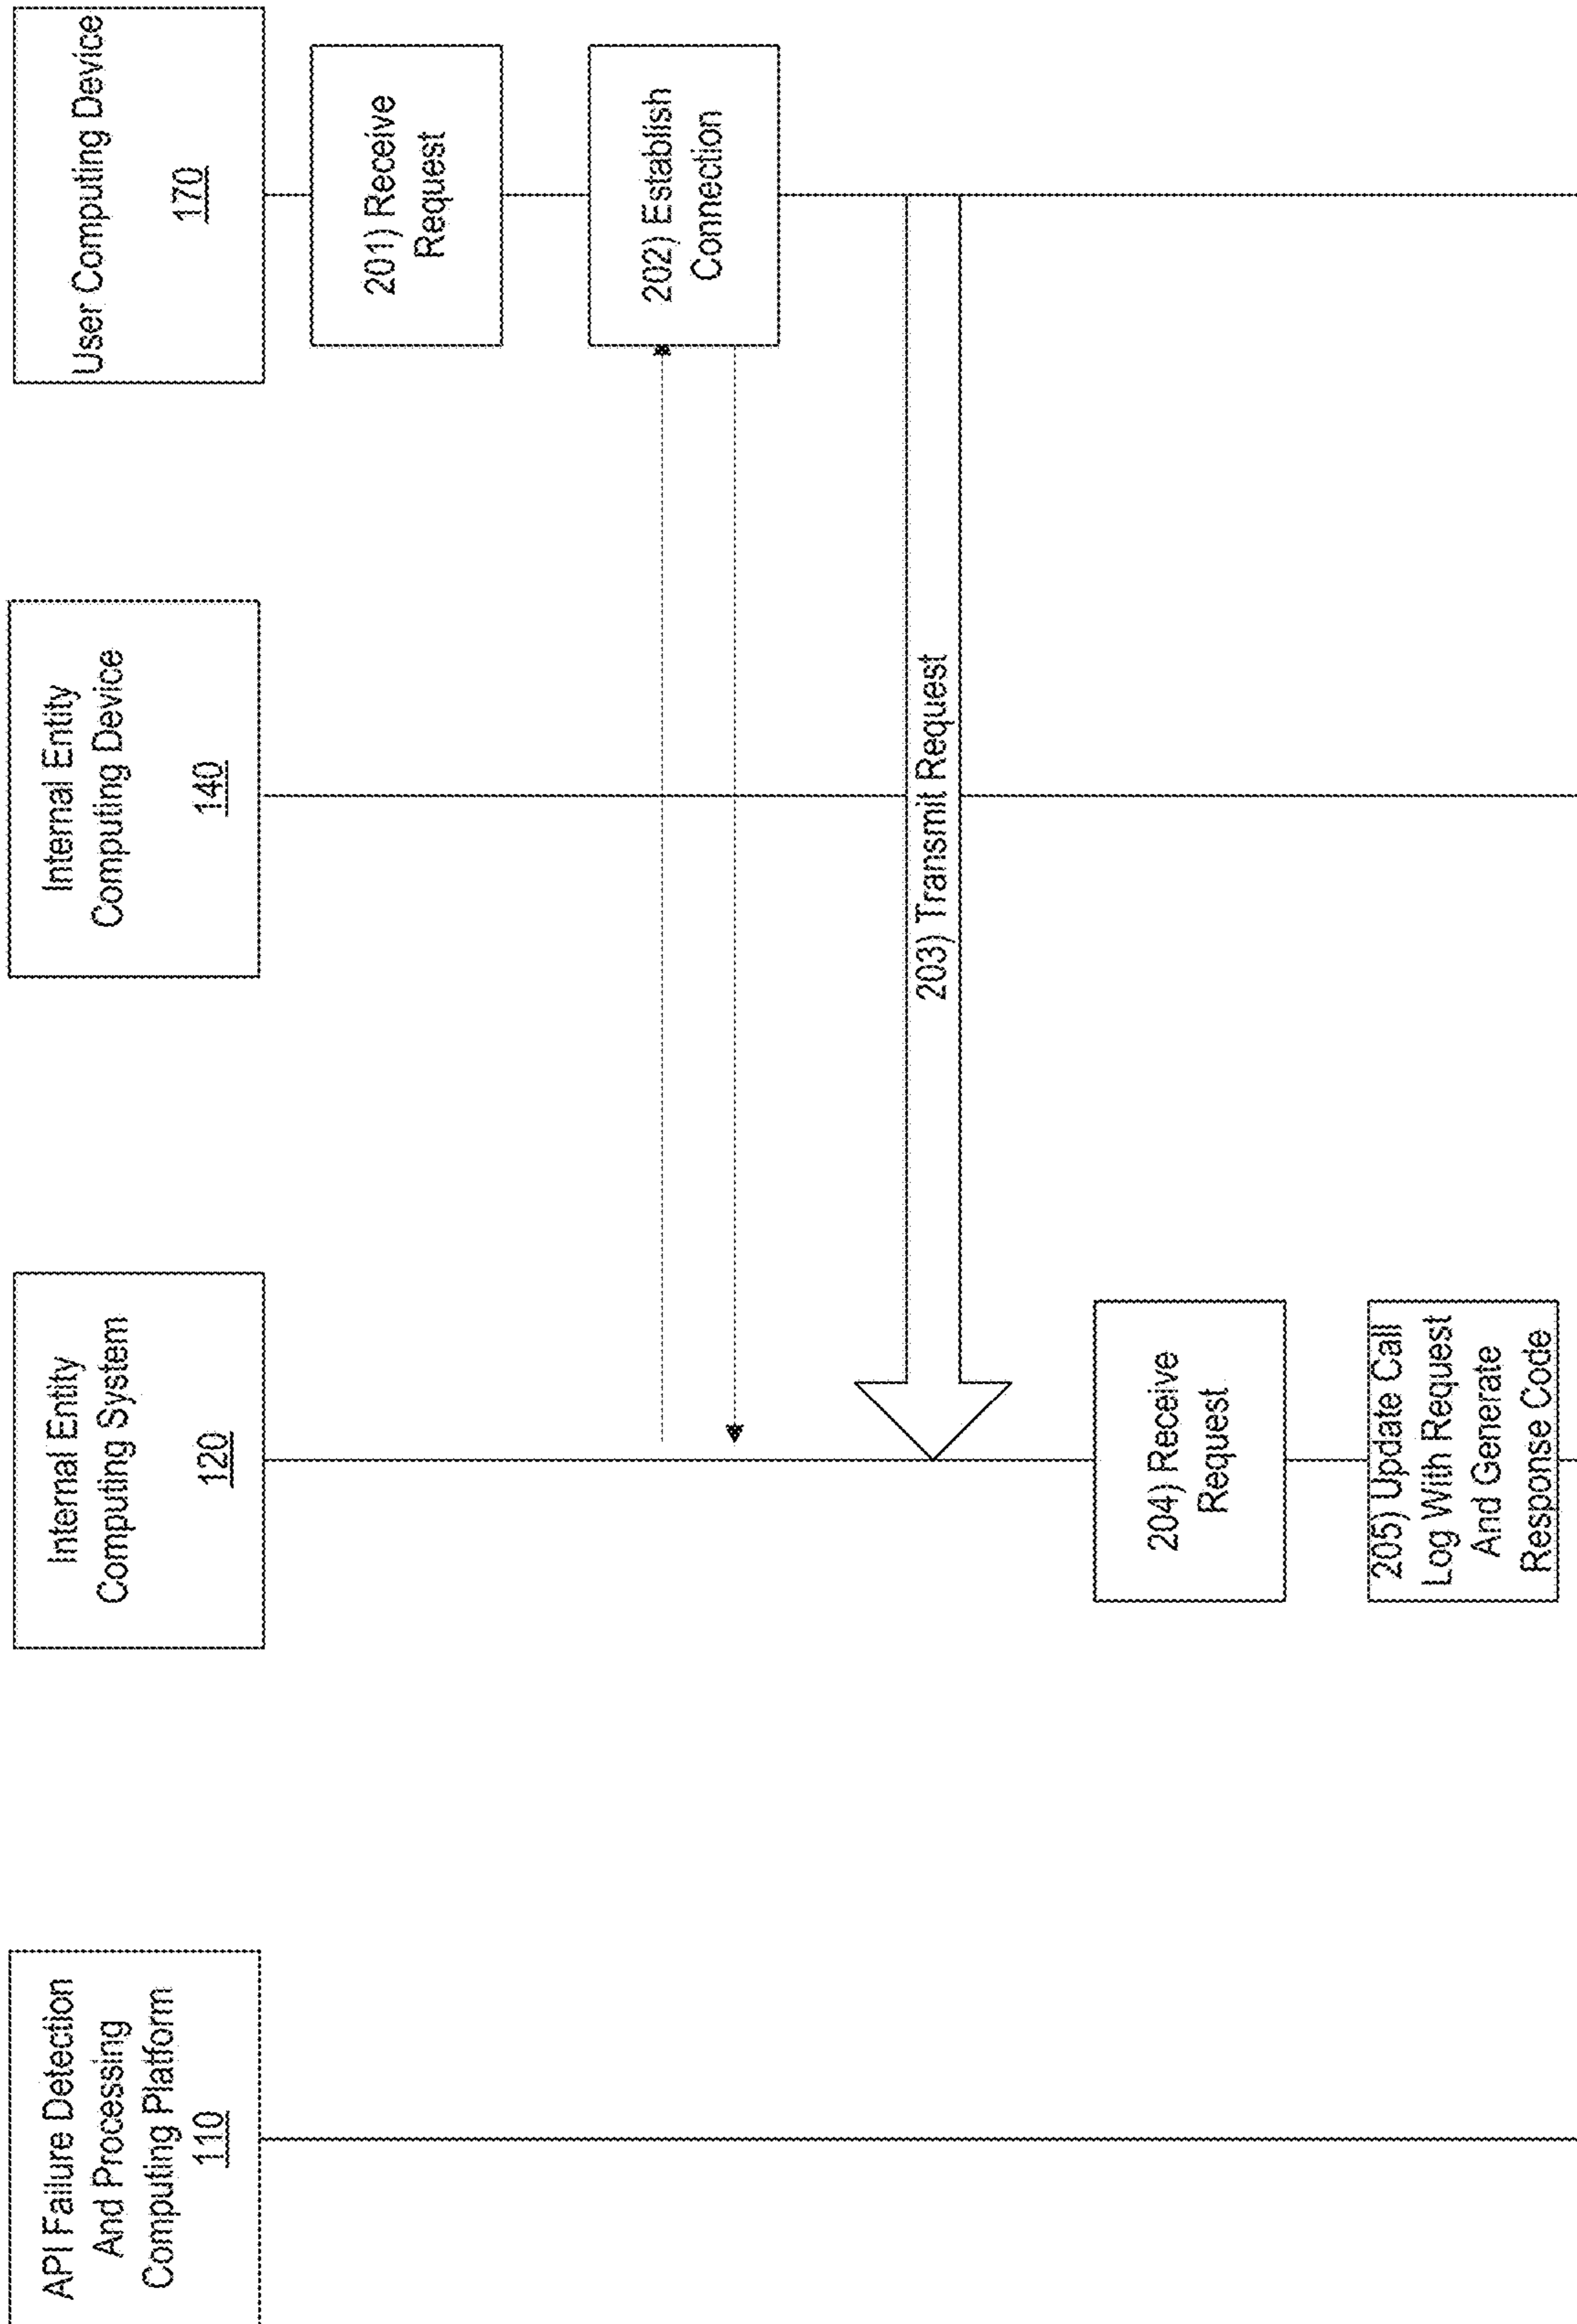 API Failure Detection
And Processing
Computing Platform
110
Internal Entity
Computing System
120
Internal Entity
Computing Device
140
User Computing Device
170
201) Receive
Request
202) Establish
Connection
203) Transmit Request
204) Receive
Request
205) Update Call
Log With Request
And Generate
Response Code